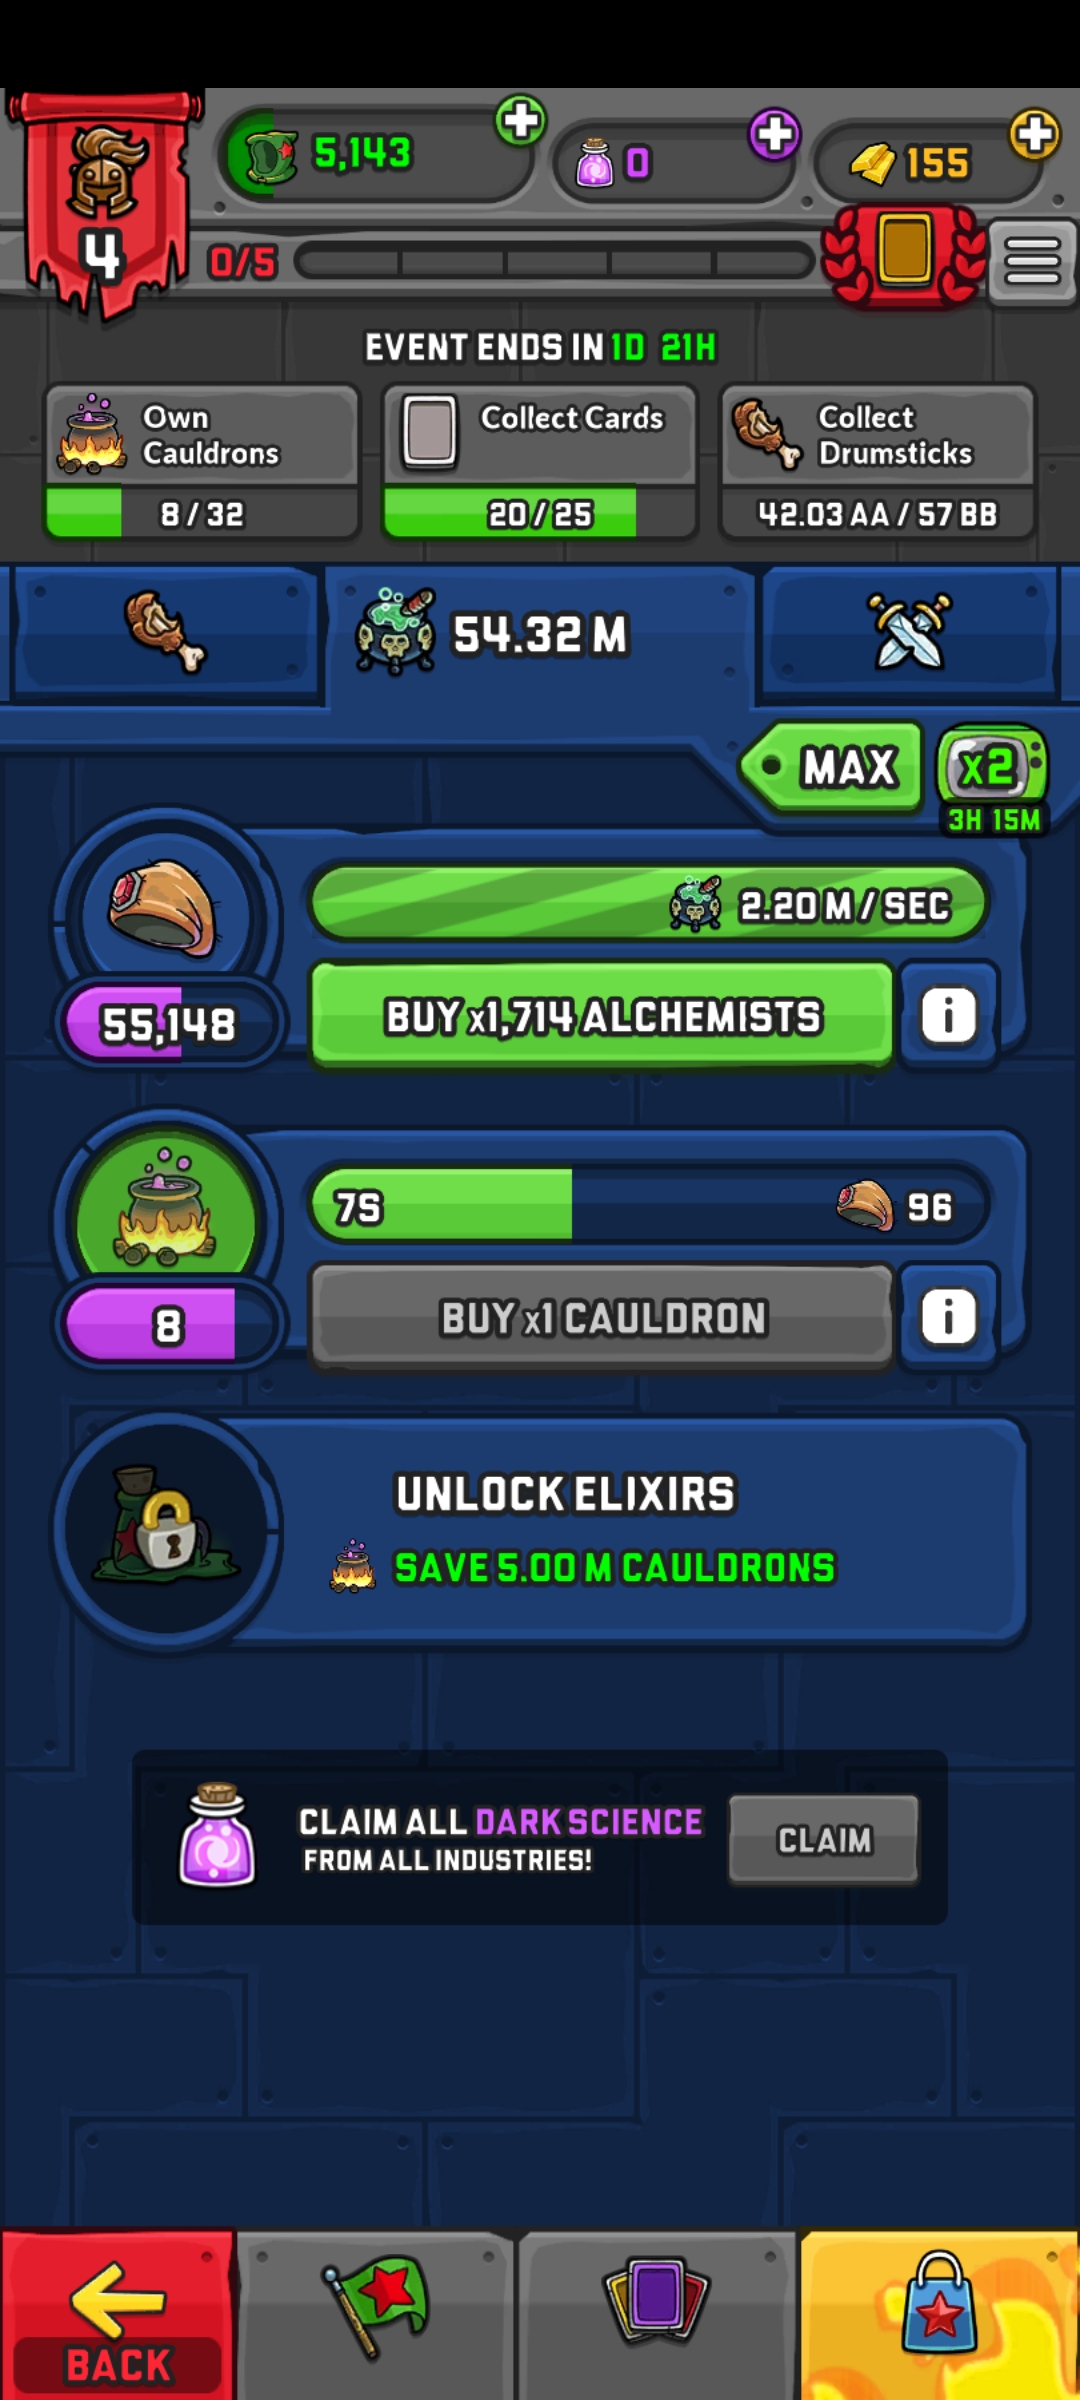 5,143
0
155
4
0/5
EVENT ENDS IN 1D 21H
Own
Cauldrons
8/32
Collect Cards
20/25
Collect
Drumsticks
42.03 AA / 57 BB
54.32 M
MAX
x2
3H 15M
2.20 M / SEC
55,148
BUY x1,714 ALCHEMISTS
i
7S
96
8
BUY x1 CAULDRON
i
UNLOCK ELIXIRS
SAVE 5.00 M CAULDRONS
CLAIM ALL DARK SCIENCE
FROM ALL INDUSTRIES!
CLAIM
BACK